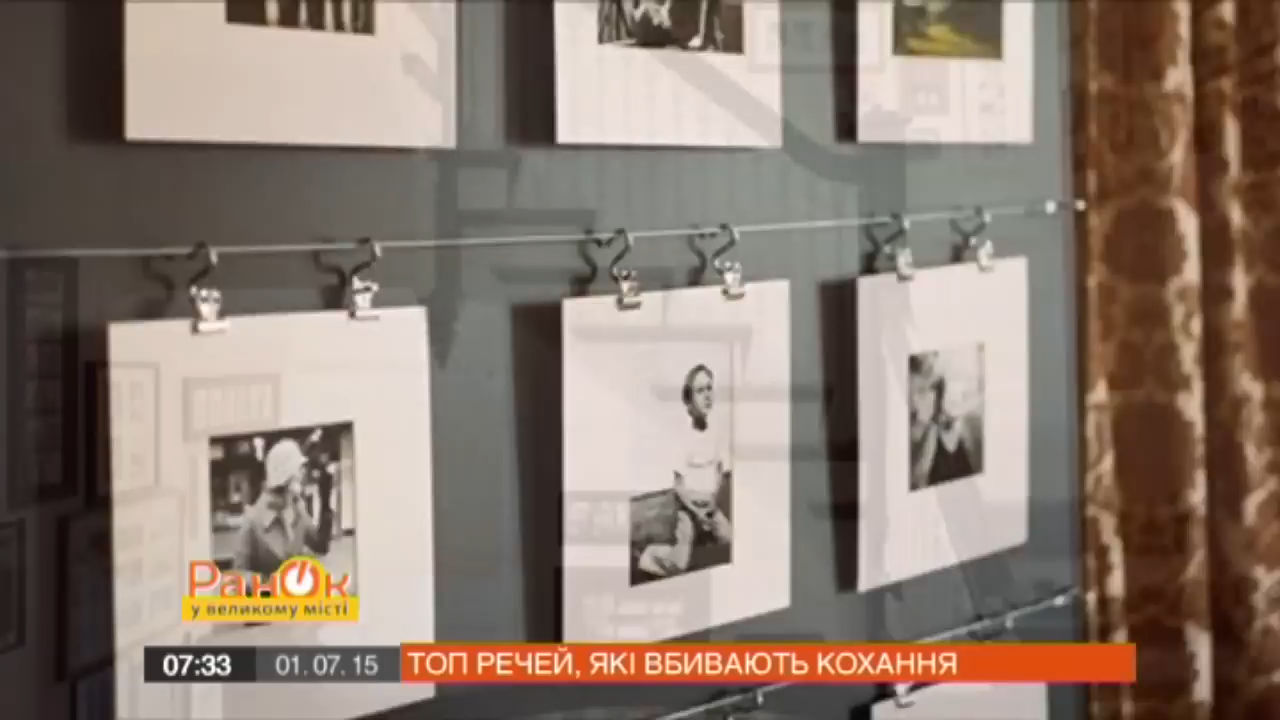 РанОк
у великому місті
07:33
01. 07. 15
ТОП РЕЧЕЙ, ЯКІ ВБИВАЮТЬ КОХАННЯ